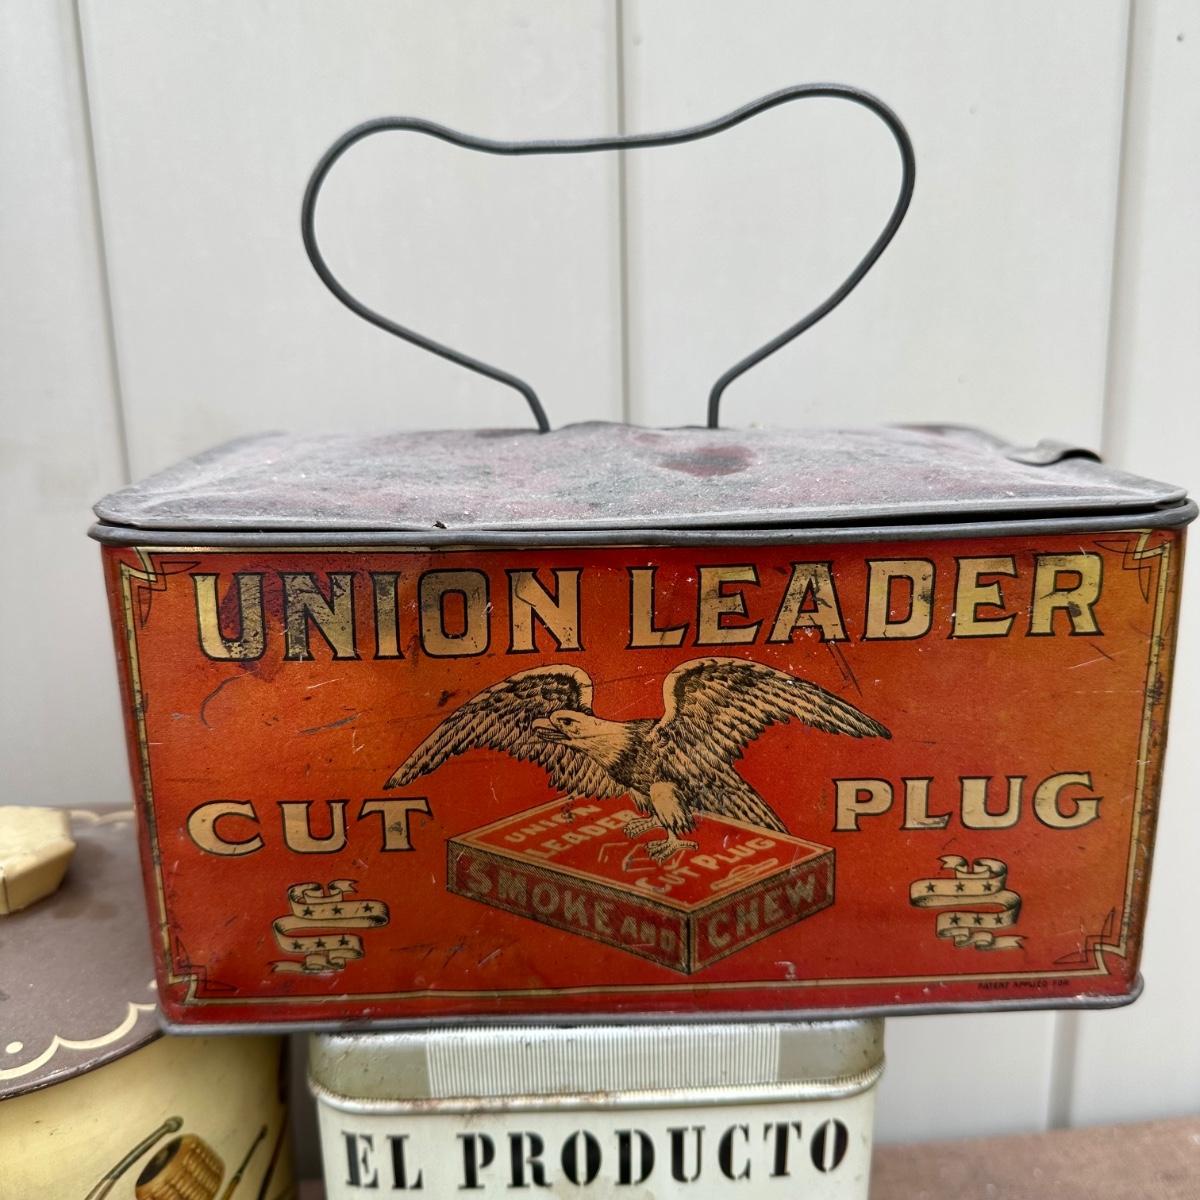 UNION LEADER
CUT PLUG
UNION
LEADER
CUT PLUG
SMOKE AND CHEW
PATENT APPLIED FOR
EL PRODUCTO